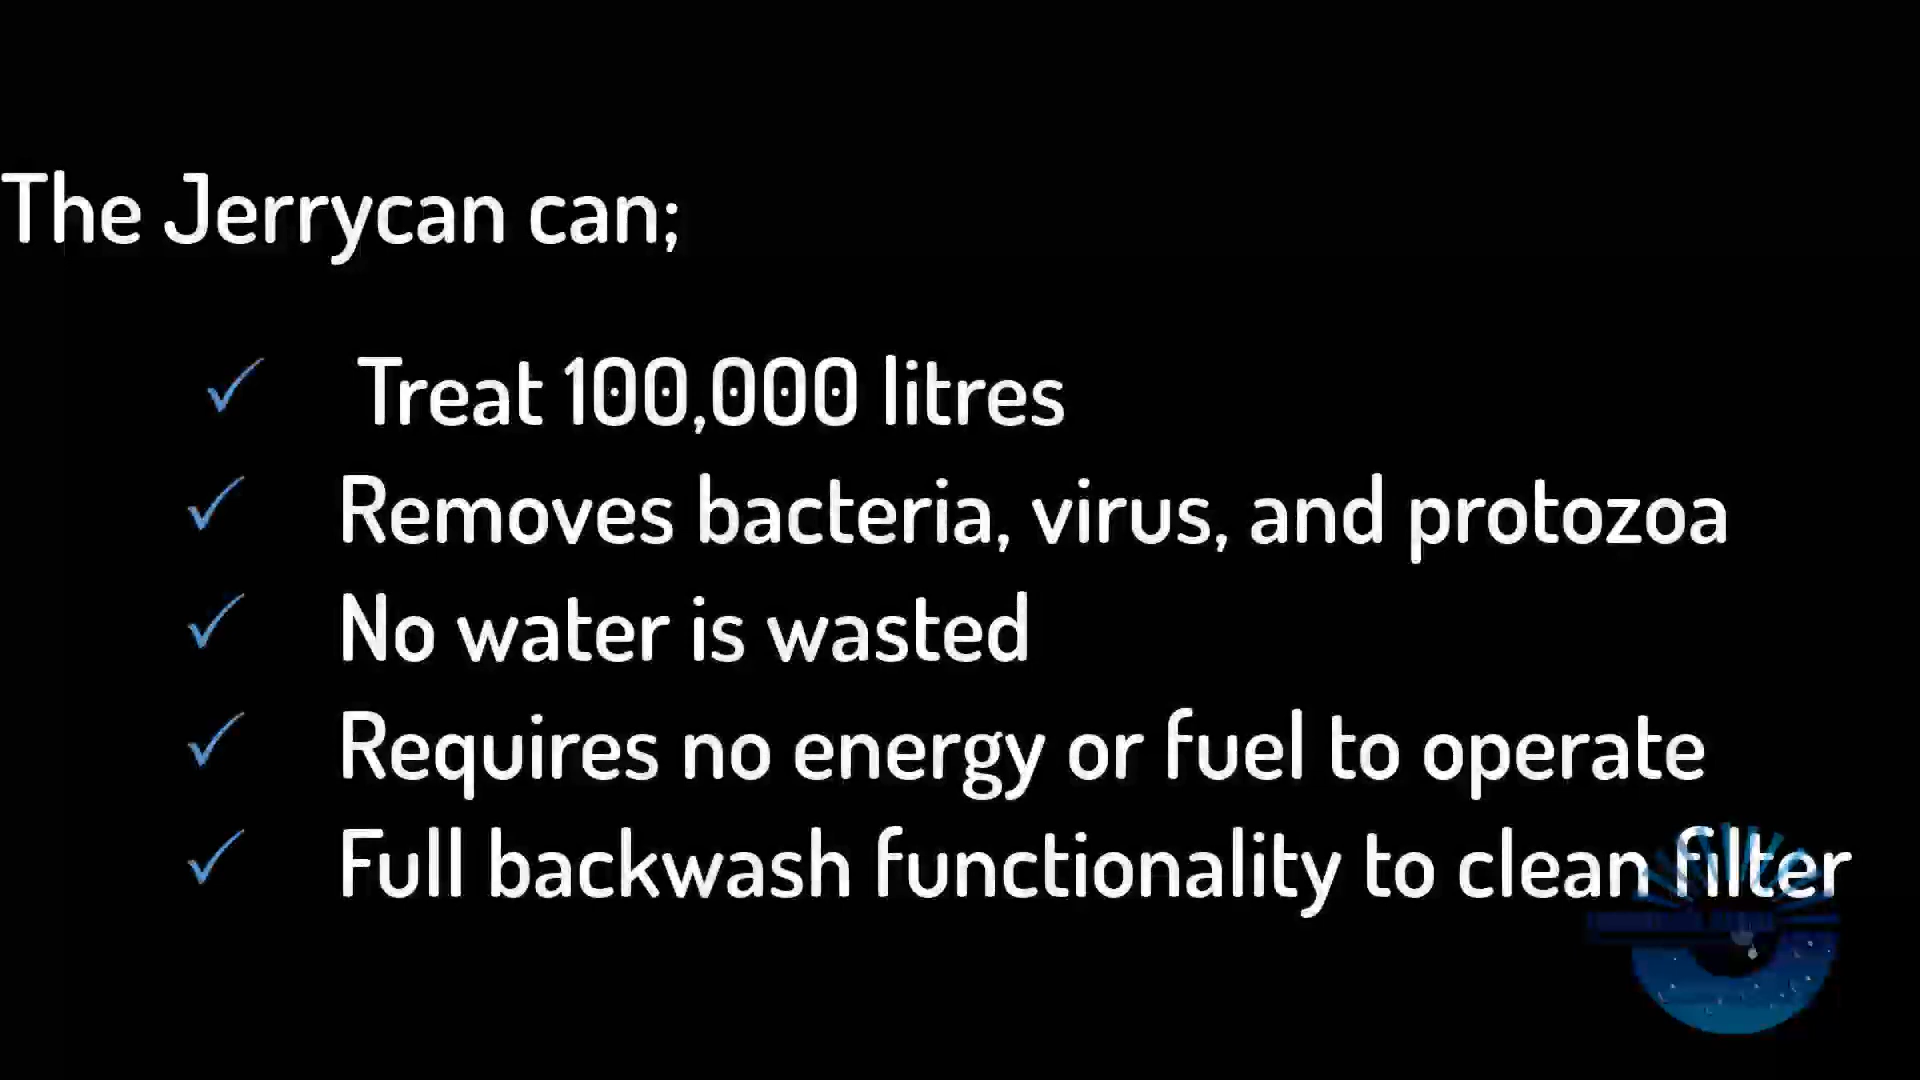 The Jerrycan can;
✓ Treat 100,000 litres
✓ Removes bacteria, virus, and protozoa
✓ No water is wasted
✓ Requires no energy or fuel to operate
✓ Full backwash functionality to clean filter